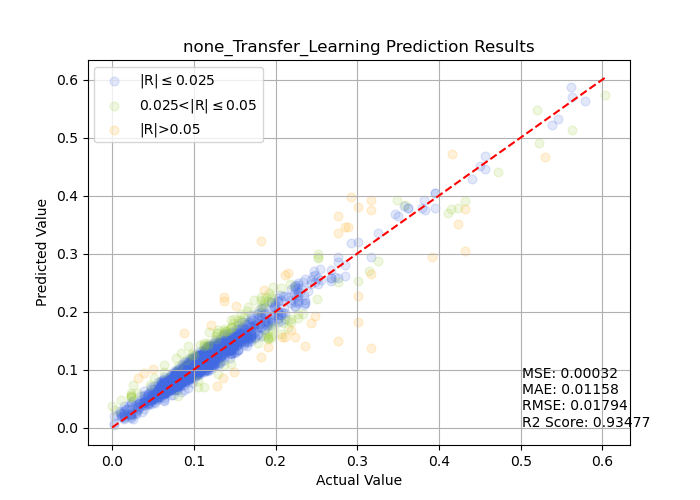 none_Transfer_Learning Prediction Results
|R| ≤ 0.025
0.025<|R| ≤ 0.05
|R|>0.05
0.6
0.5
0.4
0.3
0.2
0.1
0.0
Predicted Value
MSE: 0.00032
MAE: 0.01158
RMSE: 0.01794
R2 Score: 0.93477
0.0 0.1 0.2 0.3 0.4 0.5 0.6
Actual Value